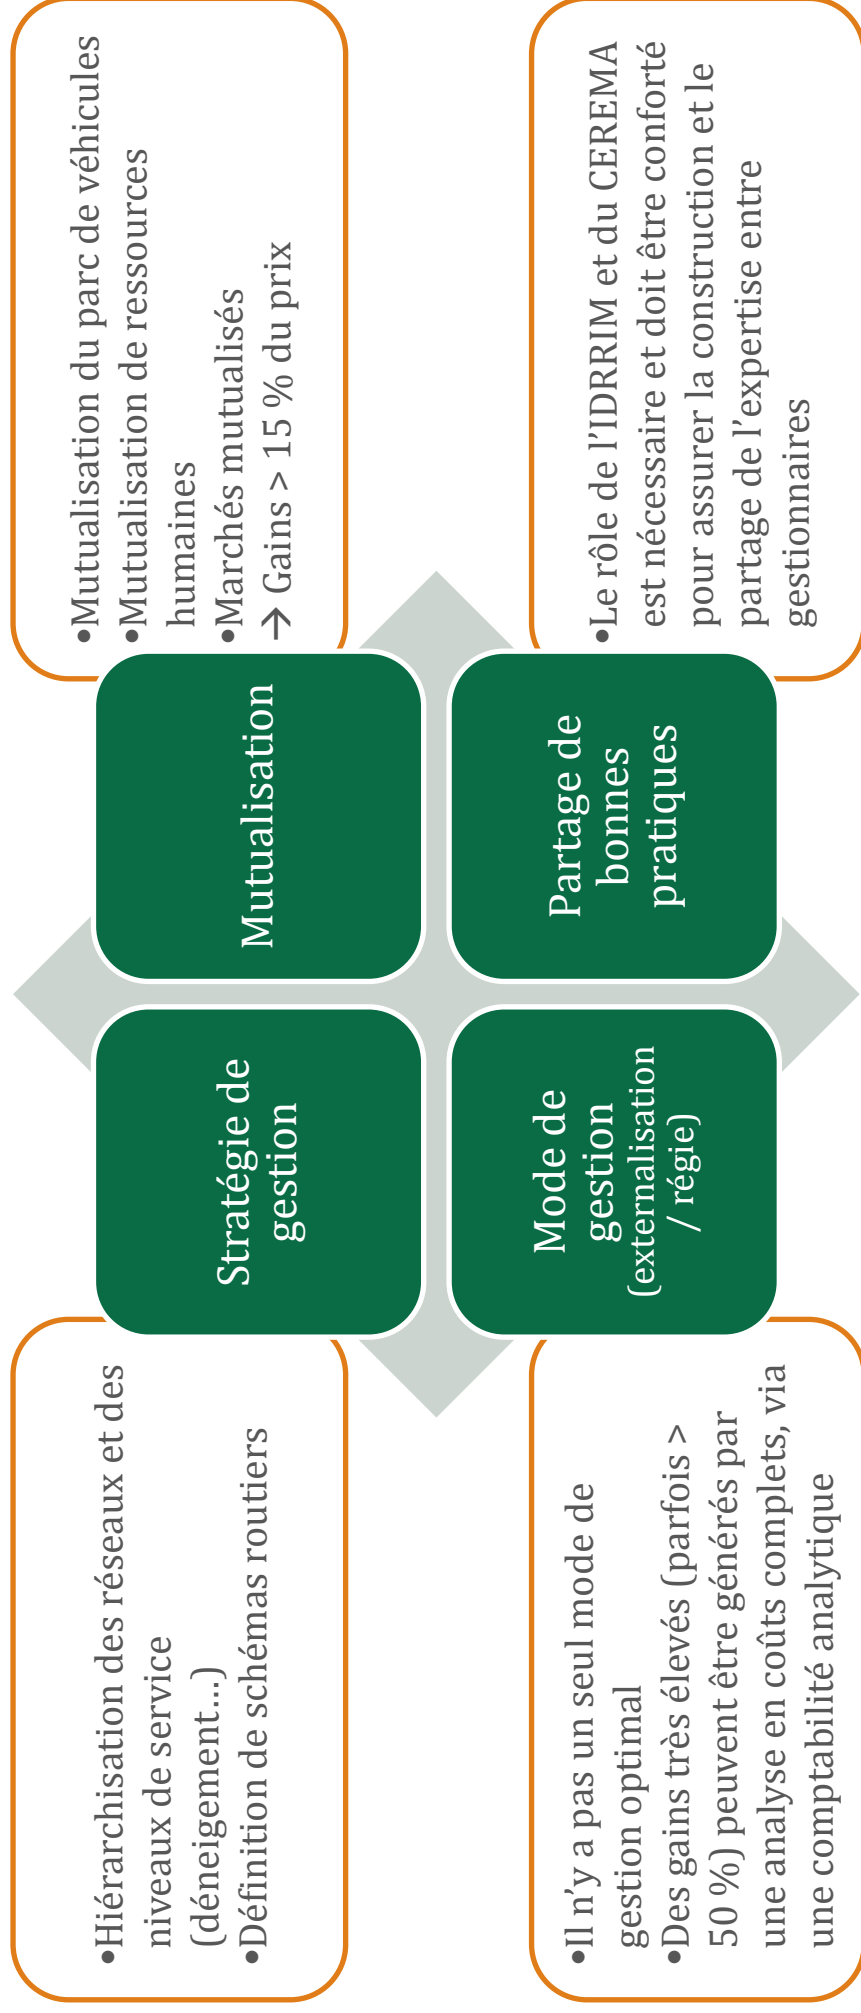 •Hiérarchisation des réseaux et des
niveaux de service
(déneigement…)
•Définition de schémas routiers
Stratégie de
gestion
Mutualisation
•Mutualisation du parc de véhicules
•Mutualisation de ressources
humaines
•Marchés mutualisés
→ Gains > 15 % du prix
•Il n'y a pas un seul mode de
gestion optimal
•Des gains très élevés (parfois >
50 %) peuvent être générés par
une analyse en coûts complets, via
une comptabilité analytique
Mode de
gestion
(externalisation
/ régie)
Partage de
bonnes
pratiques
•Le rôle de l'IDRRIM et du CEREMA
est nécessaire et doit être conforté
pour assurer la construction et le
partage de l'expertise entre
gestionnaires